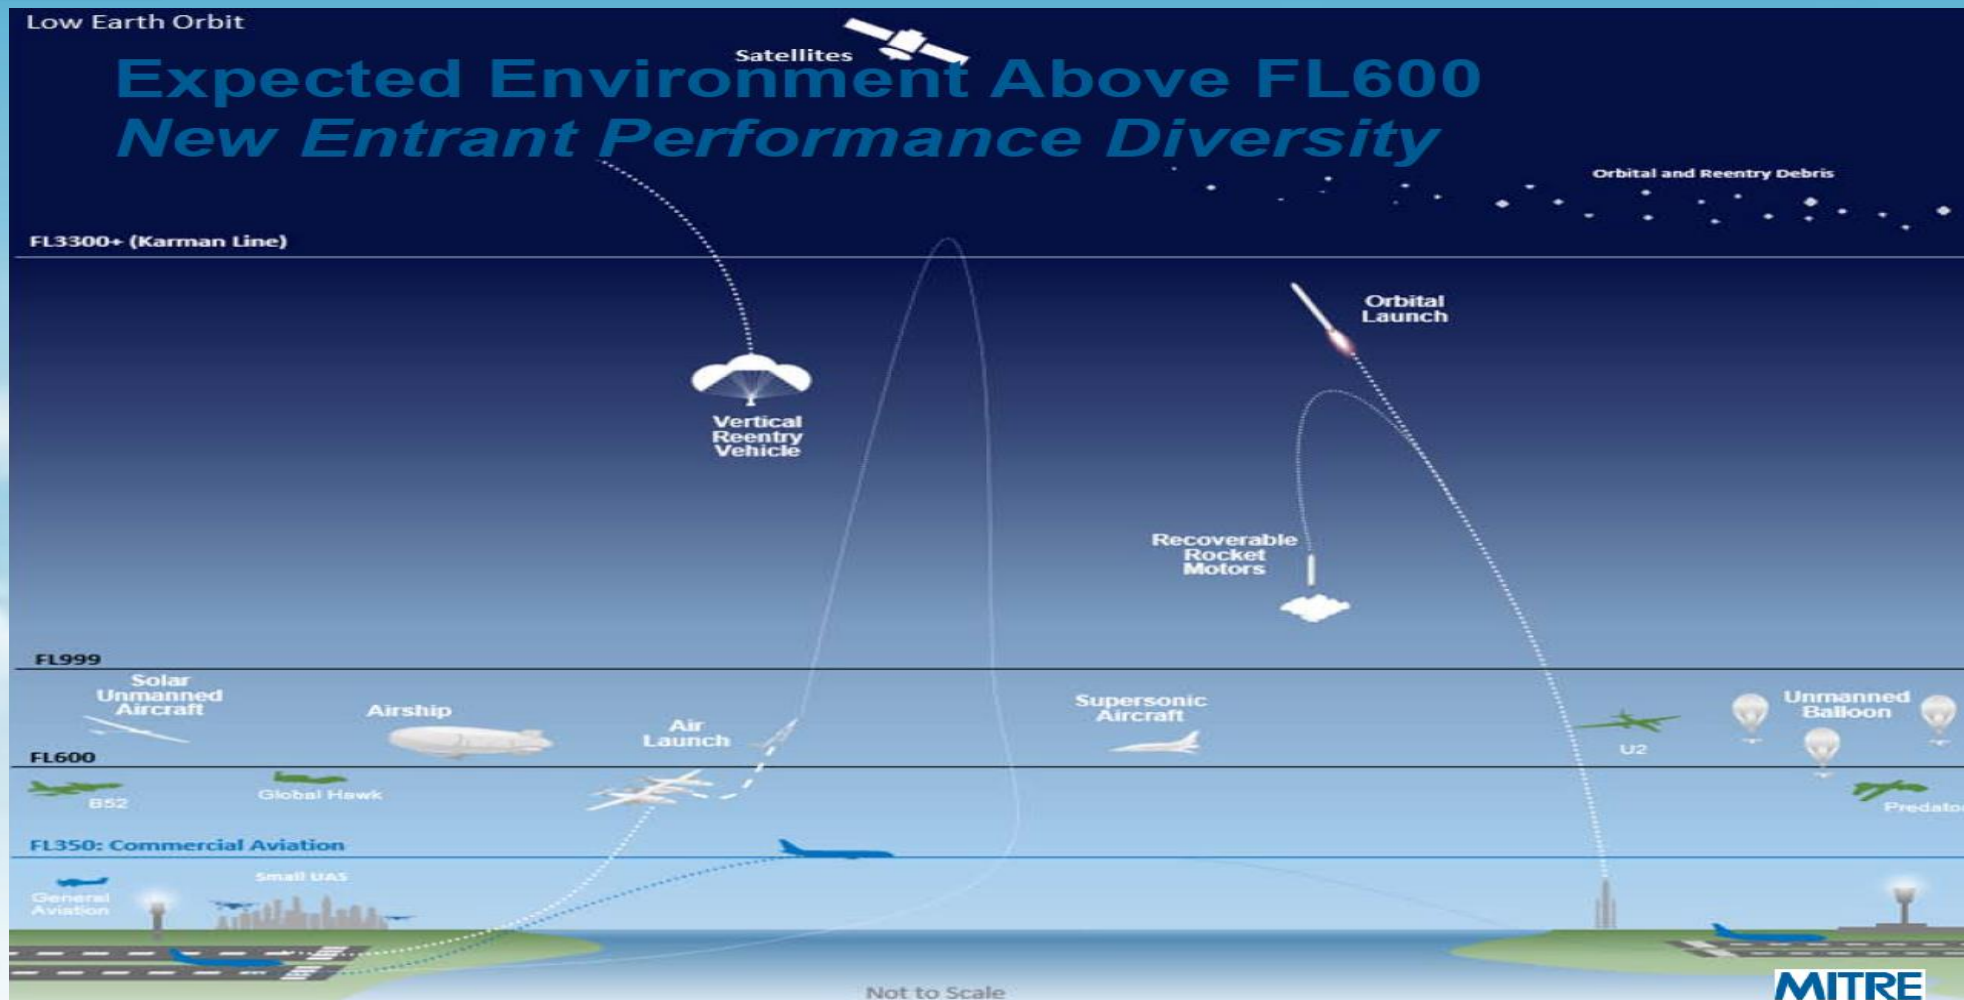 Low Earth Orbit
Satellites
Expected Environment Above FL600
New Entrant Performance Diversity
Orbital and Reentry Debris
FL3300+ (Karman Line)
Orbital
Launch
Vertical
Reentry
Vehicle
Recoverable
Rocket
Motors
FL999
Solar
Unmanned
Aircraft
Airship
Air
Launch
Supersonic
Aircraft
U2
Unmanned
Balloon
FL600
B52
Global Hawk
Predato
FL350: Commercial Aviation
Small UAS
General
Aviation
Not to Scale
MITRE